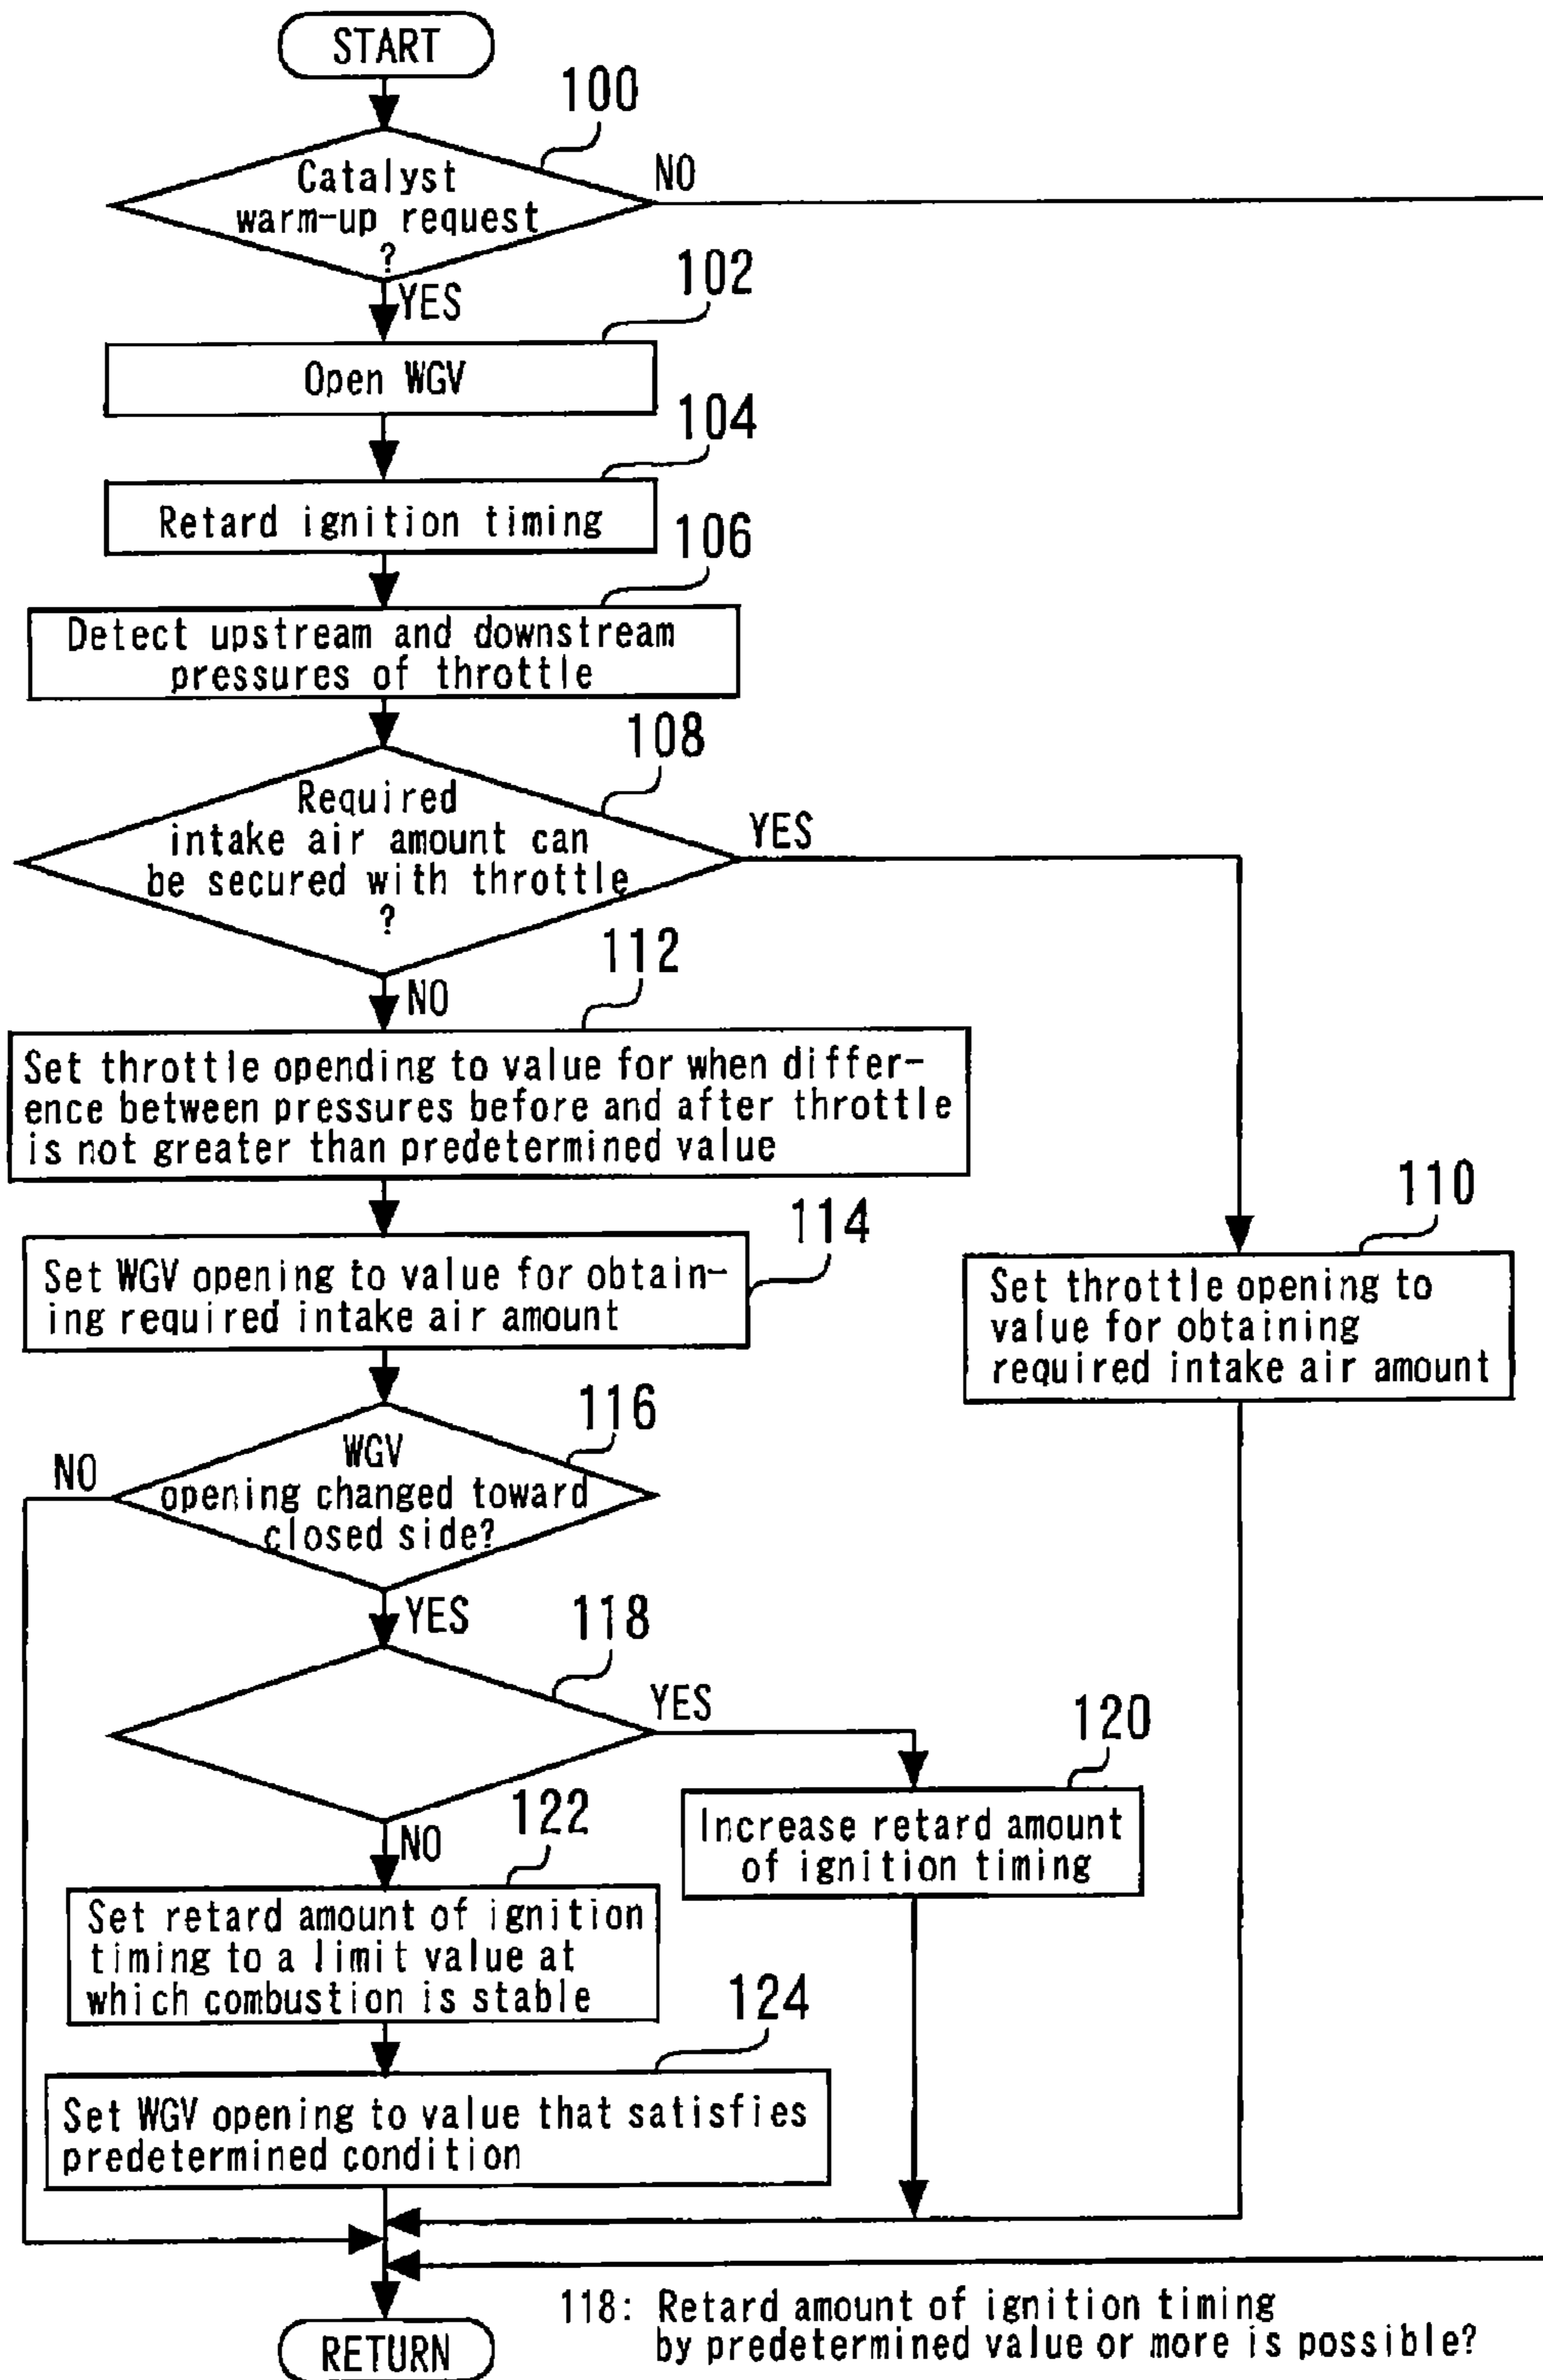 START
100
Catalyst
warm-up request
?
NO
YES
102
Open WGV
104
Retard ignition timing
106
Detect upstream and downstream
pressures of throttle
108
Required
intake air amount can
be secured with throttle
?
YES
NO
112
Set throttle opending to value for when differ-
ence between pressures before and after throttle
is not greater than predetermined value
114
Set WGV opening to value for obtain-
ing required intake air amount
110
Set throttle opening to
value for obtaining
required intake air amount
116
WGV
opening changed toward
closed side?
NO
YES
118
YES
NO
120
Increase retard amount
of ignition timing
122
Set retard amount of ignition
timing to a limit value at
which combustion is stable
124
Set WGV opening to value that satisfies
predetermined condition
RETURN
118: Retard amount of ignition timing
by predetermined value or more is possible?